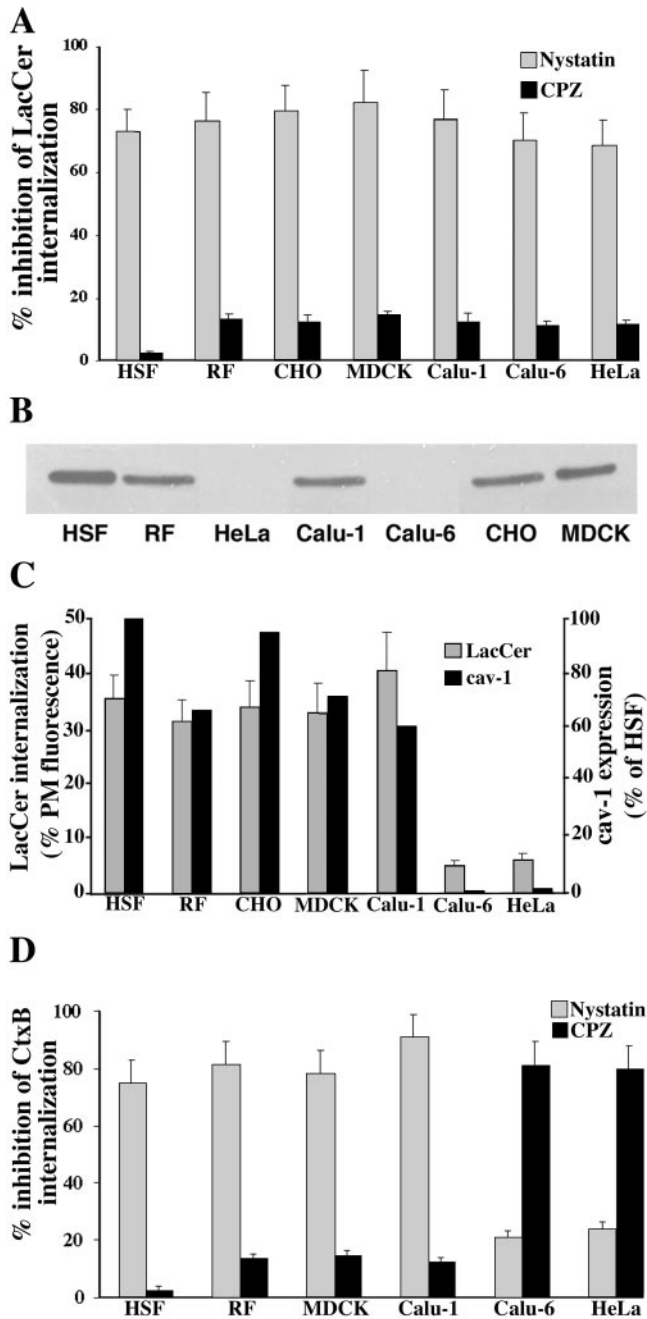 A
% inhibition of LacCer
internalization
100
80
60
40
20
0
Nystatin
CPZ
HSF RF CHO MDCK Calu-1 Calu-6 HeLa
B
HSF RF HeLa Calu-1 Calu-6 CHO MDCK
C
LacCer internalization
(% PM fluorescence)
50
40
30
20
10
0
LacCer
cav-1
100
80
60
40
20
0
cav-1 expression
(% of HSF)
HSF RF CHO MDCK Calu-1 Calu-6 HeLa
D
% inhibition of CtxB
internalization
100
80
60
40
20
0
Nystatin
CPZ
HSF RF MDCK Calu-1 Calu-6 HeLa